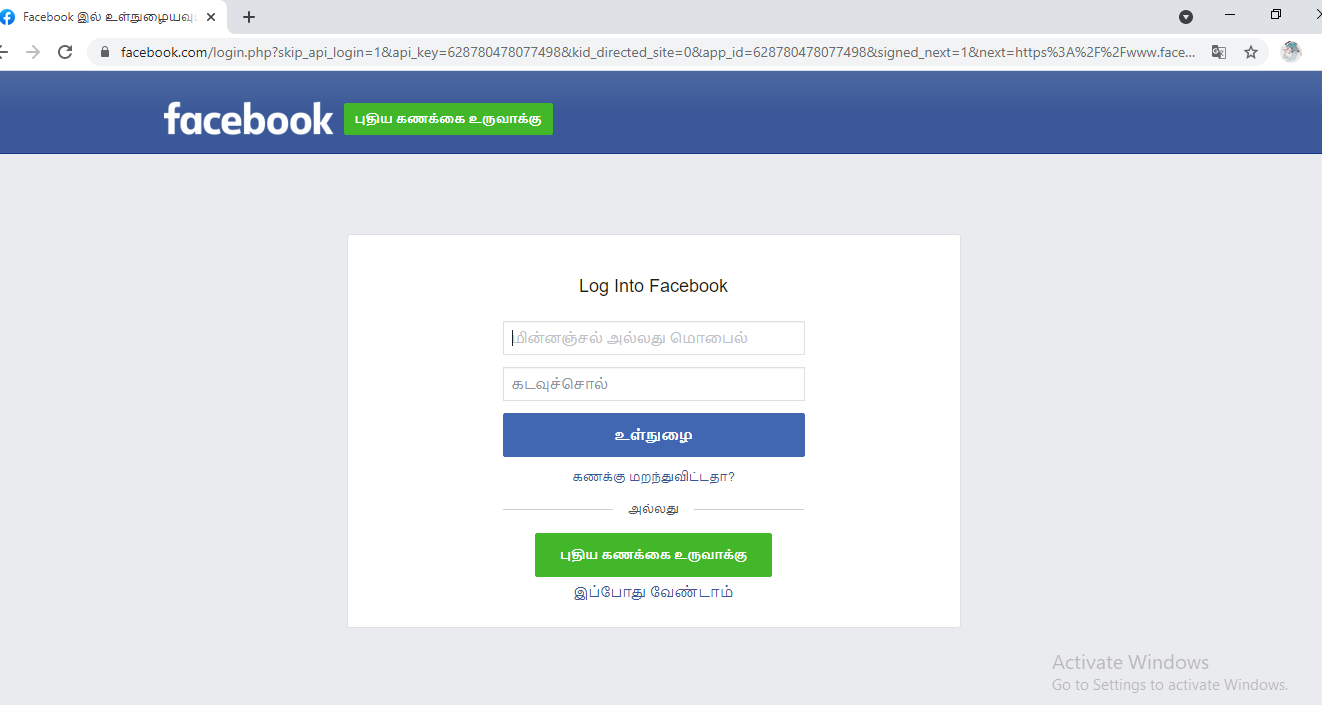 Facebook இல் உள்நுழையவு
facebook.com/login.php?skip_api_login=1&api_key=628780478077498&kid_directed_site=0&app_id=628780478077498&signed_next=1&next=https%3A%2F%2Fwww.face...
facebook
புதிய கணக்கை உருவாக்கு
Log Into Facebook
மின்னஞ்சல் அல்லது மொபைல்
கடவுச்சொல்
உள்நுழை
கணக்கு மறந்துவிட்டதா?
அல்லது
புதிய கணக்கை உருவாக்கு
இப்போது வேண்டாம்
Activate Windows
Go to Settings to activate Windows.